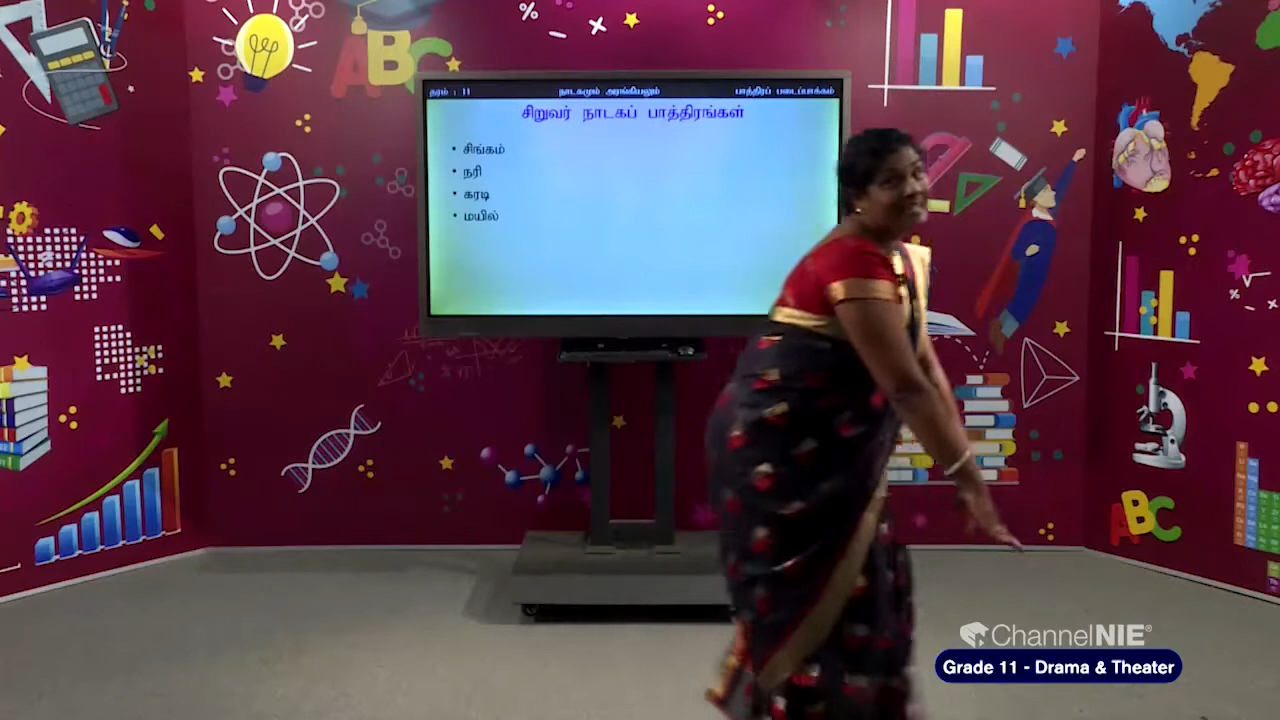 ABC
தரம் : 11 நாடகமும் அரங்கியலும் பாத்திரப் படைப்பாக்கம்
சிறுவர் நாடகப் பாத்திரங்கள்
• சிங்கம்
• நரி
• கரடி
• மயில்
ABC
ChannelNIE®
Grade 11 - Drama & Theater